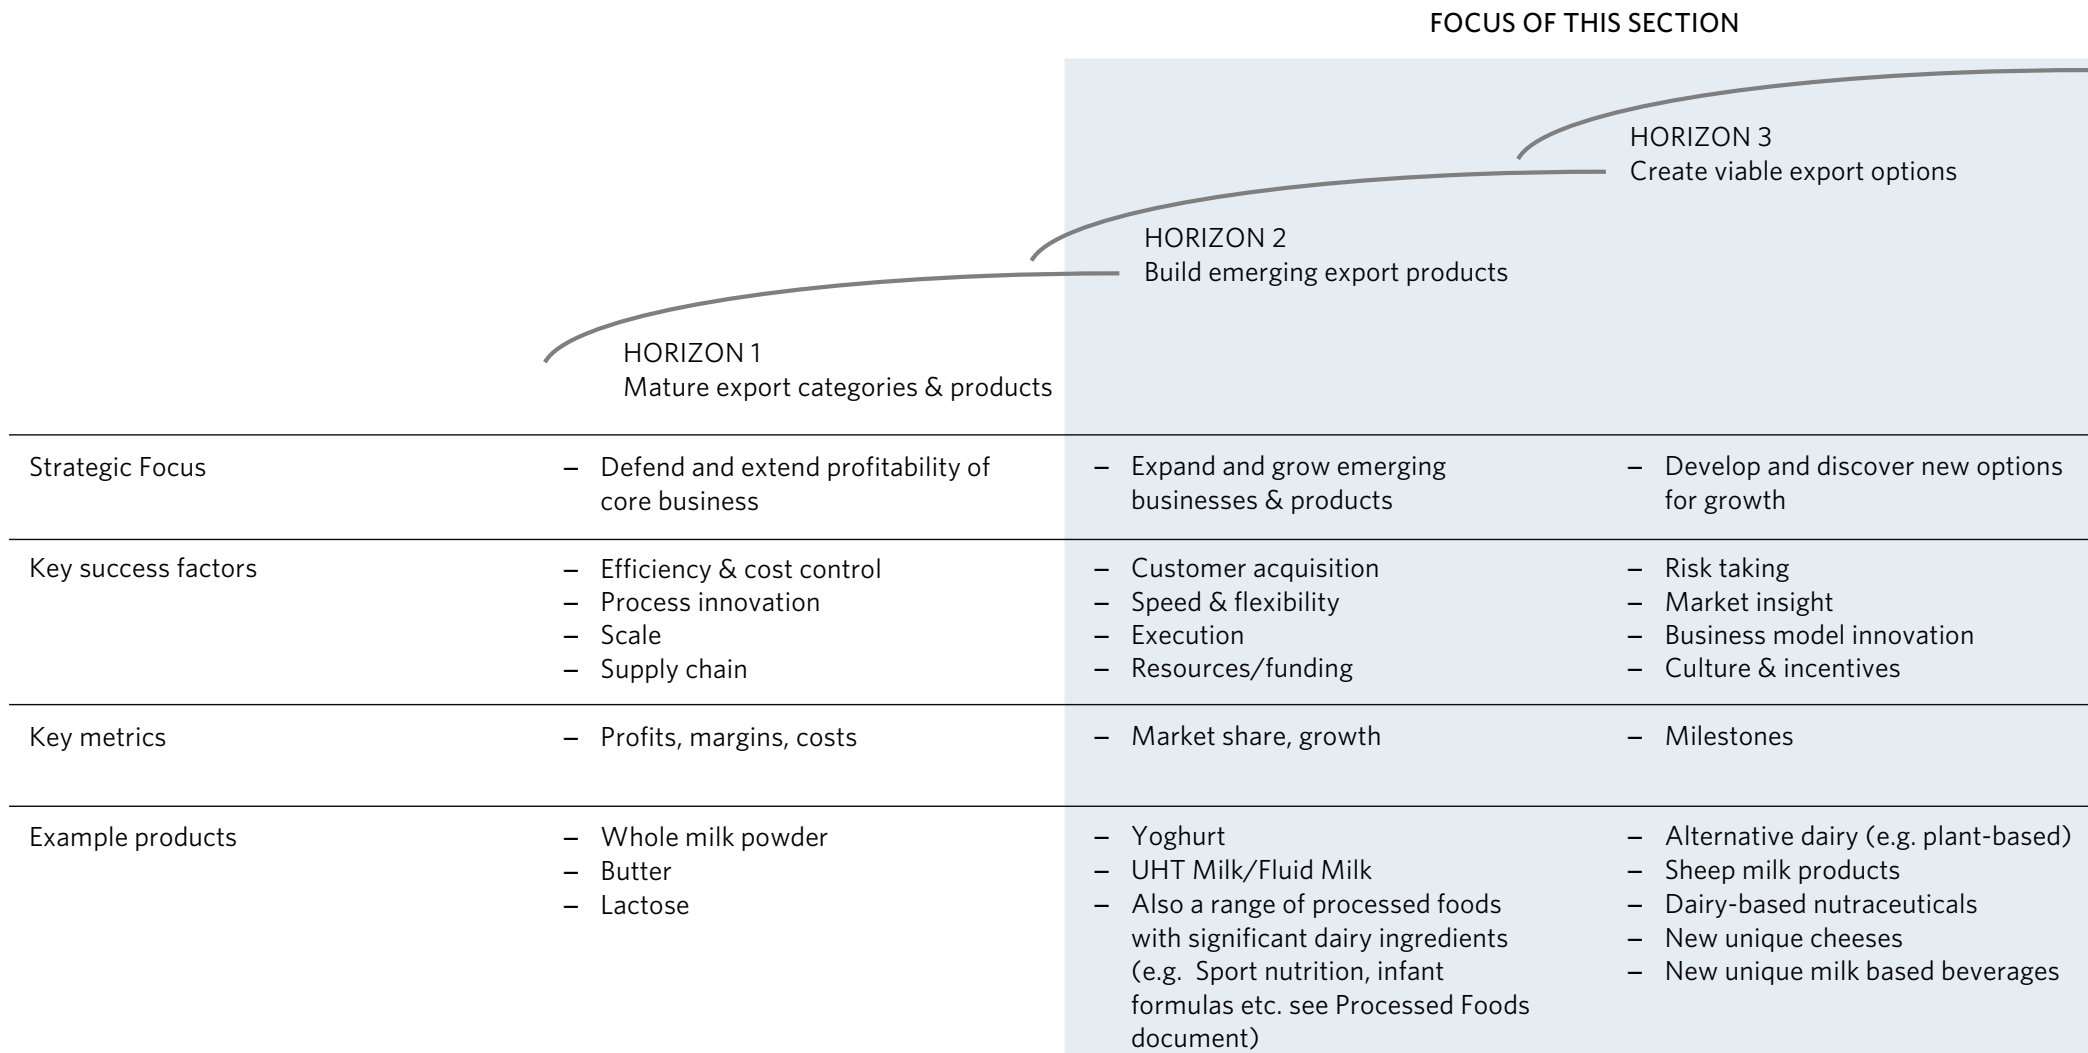 FOCUS OF THIS SECTION
HORIZON 3
Create viable export options
HORIZON 2
Build emerging export products
HORIZON 1
Mature export categories & products
Strategic Focus
– Defend and extend profitability of
core business
– Expand and grow emerging
businesses & products
– Develop and discover new options
for growth
Key success factors
– Efficiency & cost control
– Process innovation
– Scale
– Supply chain
– Customer acquisition
– Speed & flexibility
– Execution
– Resources/funding
– Risk taking
– Market insight
– Business model innovation
– Culture & incentives
Key metrics
– Profits, margins, costs
– Market share, growth
– Milestones
Example products
– Whole milk powder
– Butter
– Lactose
– Yoghurt
– UHT Milk/Fluid Milk
– Also a range of processed foods
with significant dairy ingredients
(e.g. Sport nutrition, infant
formulas etc. see Processed Foods
document)
– Alternative dairy (e.g. plant-based)
– Sheep milk products
– Dairy-based nutraceuticals
– New unique cheeses
– New unique milk based beverages